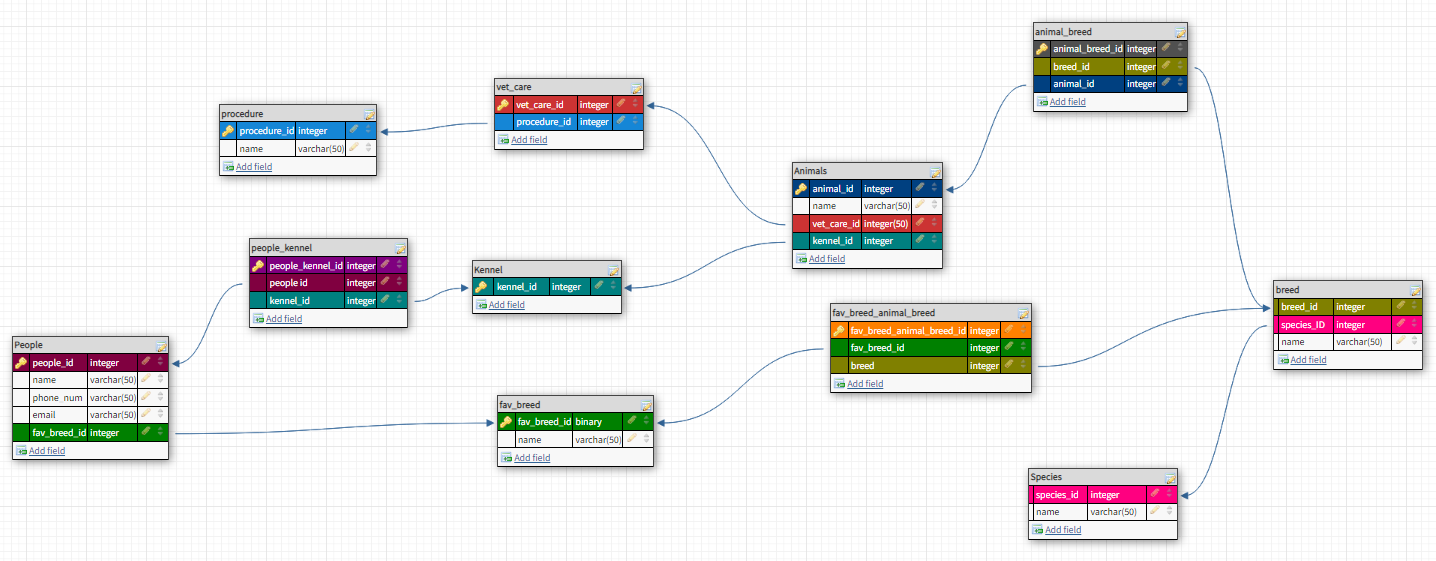 animal_breed
animal_breed_id integer
breed_id integer
animal_id integer
Add field
vet_care
vet_care_id integer
procedure_id integer
Add field
procedure
procedure_id integer
name varchar(50)
Add field
Animals
animal_id integer
name varchar(50)
vet_care_id integer(50)
kennel_id integer
Add field
people_kennel
people_kennel_id integer
people id integer
kennel_id integer
Add field
Kennel
kennel_id integer
Add field
breed
breed_id integer
species_ID integer
name varchar(50)
Add field
fav_breed_animal_breed
fav_breed_animal_breed_id integer
fav_breed_id integer
breed integer
Add field
People
people_id integer
name varchar(50)
phone_num varchar(50)
email varchar(50)
fav_breed_id integer
Add field
fav_breed
fav_breed_id binary
name varchar(50)
Add field
Species
species_id integer
name varchar(50)
Add field